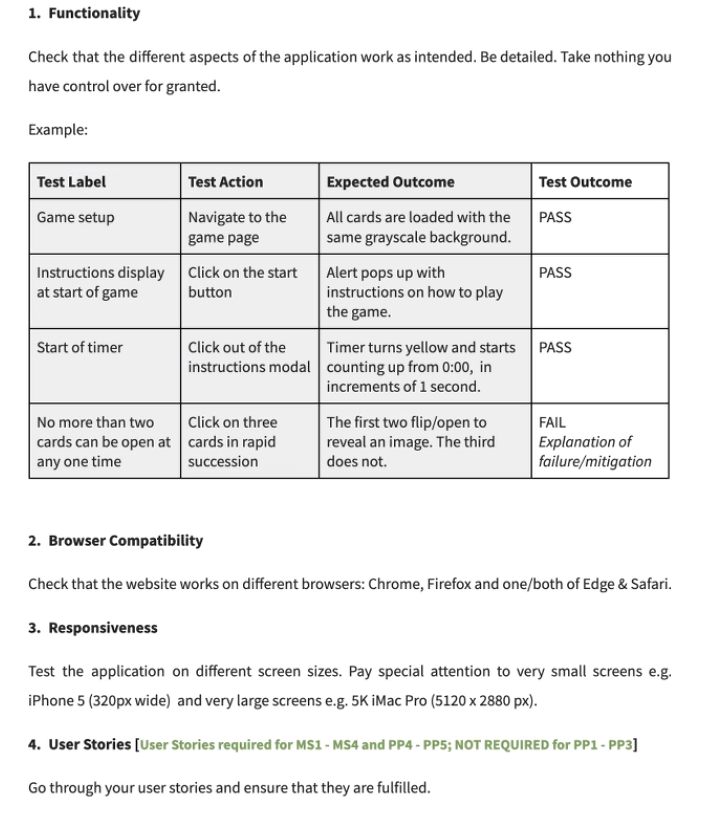 1. Functionality
Check that the different aspects of the application work as intended. Be detailed. Take nothing you
have control over for granted.
Example:
Test Label
Test Action
Expected Outcome
Test Outcome
Game setup
Navigate to the
game page
All cards are loaded with the
same grayscale background.
PASS
Instructions display
at start of game
Click on the start
button
Alert pops up with
instructions on how to play
the game.
PASS
Start of timer
Click out of the
instructions modal
Timer turns yellow and starts
counting up from 0:00, in
increments of 1 second.
PASS
No more than two
cards can be open at
any one time
Click on three
cards in rapid
succession
The first two flip/open to
reveal an image. The third
does not.
FAIL
Explanation of
failure/mitigation
2. Browser Compatibility
Check that the website works on different browsers: Chrome, Firefox and one/both of Edge & Safari.
3. Responsiveness
Test the application on different screen sizes. Pay special attention to very small screens e.g.
iPhone 5 (320px wide) and very large screens e.g. 5K iMac Pro (5120 x 2880 px).
4. User Stories [User Stories required for MS1 - MS4 and PP4 - PP5; NOT REQUIRED for PP1 - PP3]
Go through your user stories and ensure that they are fulfilled.